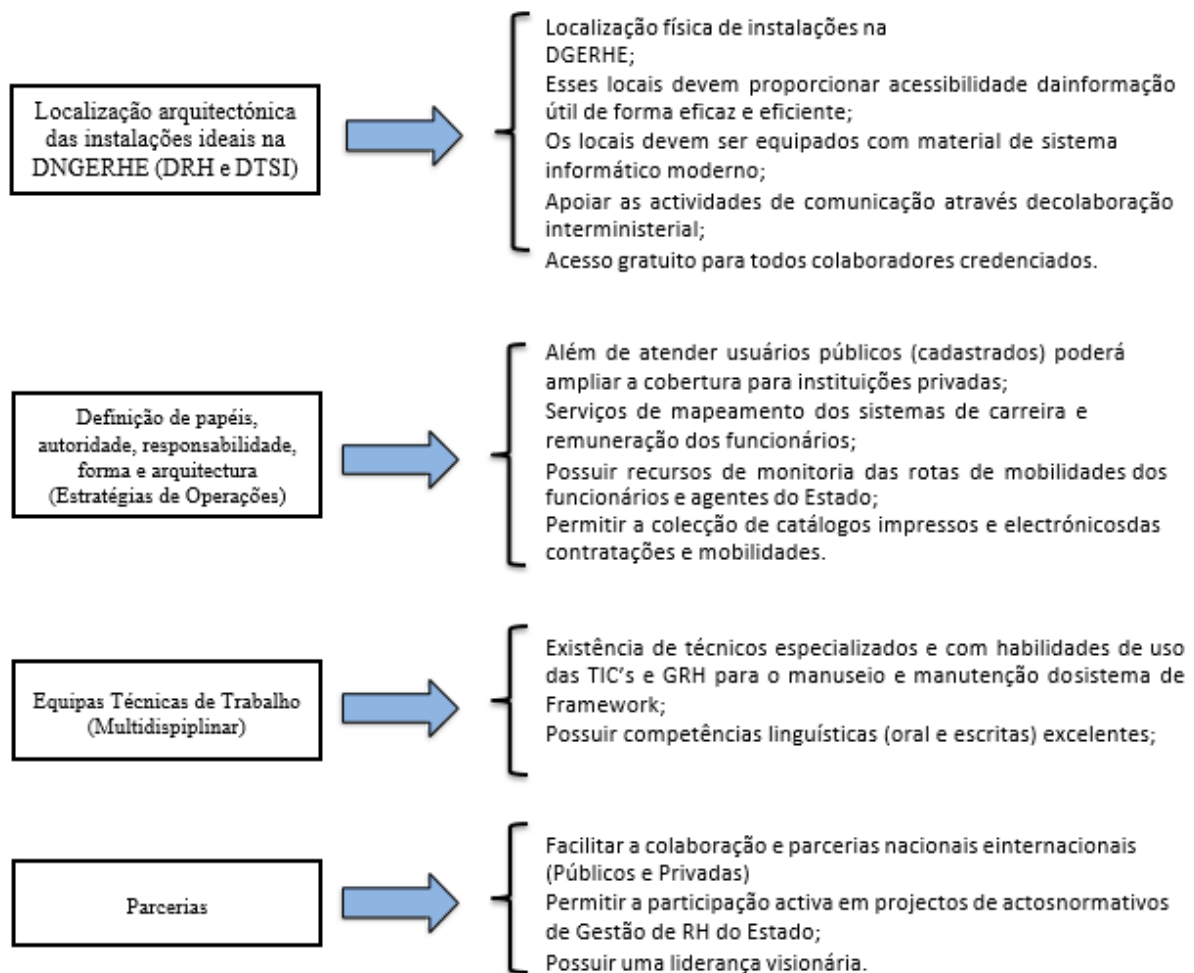 Localização arquitectónica
das instalações ideais na
DNGERHE (DRH e DTSI)
Localização física de instalações na
DGERHE;
Esses locais devem proporcionar acessibilidade dainformação
útil de forma eficaz e eficiente;
Os locais devem ser equipados com material de sistema
informático moderno;
Apoiar as actividades de comunicação através decolaboração
interministerial;
Acesso gratuito para todos colaboradores credenciados.
Definição de papéis,
autoridade, responsabilidade,
forma e arquitectura
(Estratégias de Operações)
Além de atender usuários públicos (cadastrados) poderá
ampliar a cobertura para instituições privadas;
Serviços de mapeamento dos sistemas de carreira e
remuneração dos funcionários;
Possuir recursos de monitoria das rotas de mobilidades dos
funcionários e agentes do Estado;
Permitir a colecção de catálogos impressos e electrónicosdas
contratações e mobilidades.
Equipas Técnicas de Trabalho
(Multidispiplinar)
Existência de técnicos especializados e com habilidades de uso
das TIC's e GRH para o manuseio e manutenção dosistema de
Framework;
Possuir competências linguísticas (oral e escritas) excelentes;
Parcerias
Facilitar a colaboração e parcerias nacionais einternacionais
(Públicos e Privadas)
Permitir a participação activa em projectos de actosnormativos
de Gestão de RH do Estado;
Possuir uma liderança visionária.